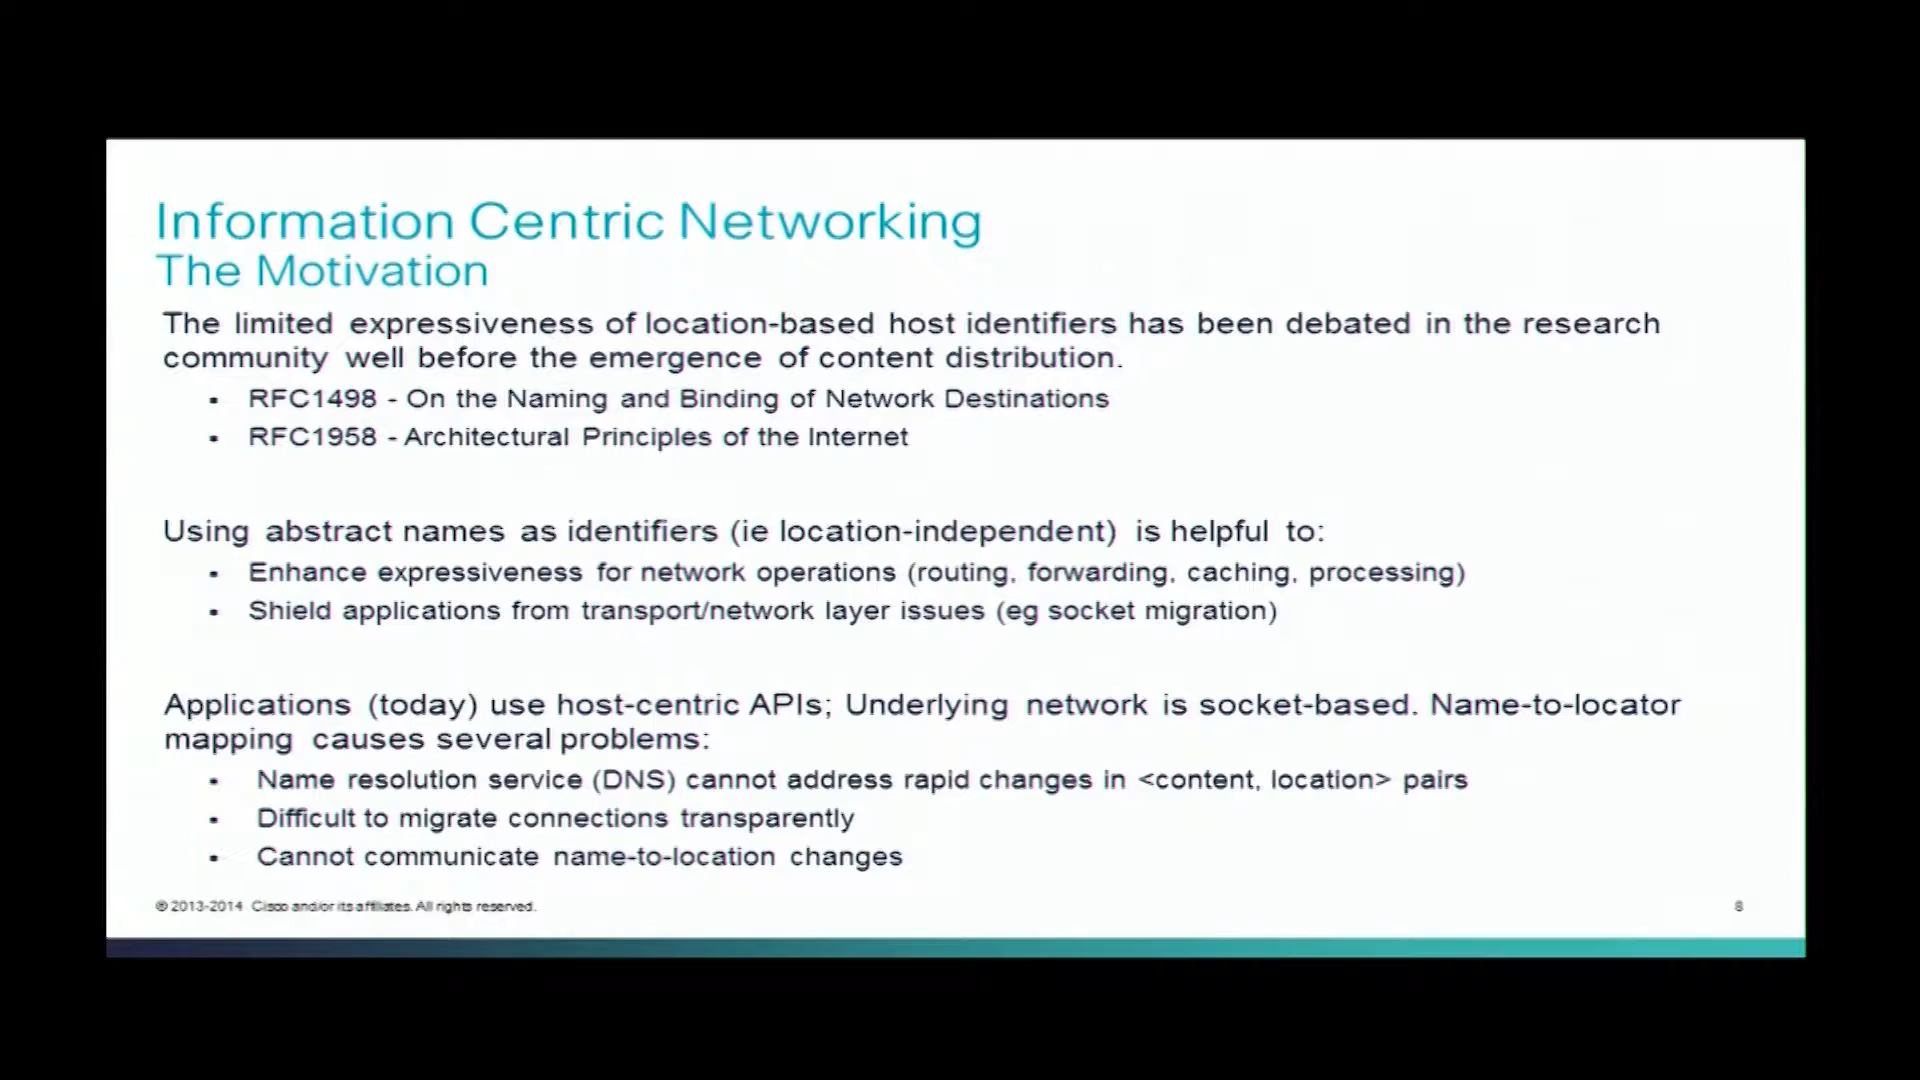 Information Centric Networking
The Motivation
The limited expressiveness of location-based host identifiers has been debated in the research
community well before the emergence of content distribution.
▪ RFC1498 - On the Naming and Binding of Network Destinations
▪ RFC1958 - Architectural Principles of the Internet
Using abstract names as identifiers (ie location-independent) is helpful to:
▪ Enhance expressiveness for network operations (routing, forwarding, caching, processing)
▪ Shield applications from transport/network layer issues (eg socket migration)
Applications (today) use host-centric APIs; Underlying network is socket-based. Name-to-locator
mapping causes several problems:
▪ Name resolution service (DNS) cannot address rapid changes in <content, location> pairs
▪ Difficult to migrate connections transparently
▪ Cannot communicate name-to-location changes
© 2013-2014 Cisco and/or its affiliates. All rights reserved.
8